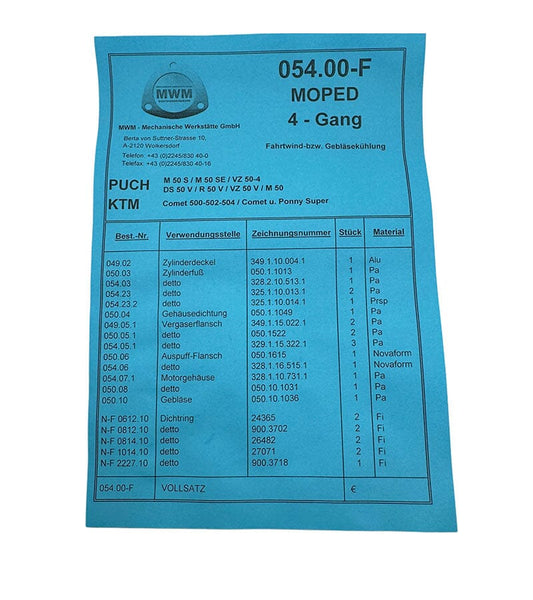 054.00-F
MOPED
4 - Gang
Fahrtwind-bzw. Gebläsekühlung
MWM
MWM - Mechanische Werkstätte GmbH
Berta von Suttner-Strasse 10,
A-2120 Wolkersdorf
Telefon: +43 (0)2245/830 40-0
Telefax: +43 (0)2245/830 40-16
PUCH M 50 S / M 50 SE / VZ 50-4
DS 50 V / R 50 V / VZ 50 V / M 50
KTM Comet 500-502-504 / Comet u. Ponny Super
Best.-Nr. Verwendungsstelle Zeichnungsnummer Stück Material
049.02 Zylinderdeckel 349.1.10.004.1 1 Alu
050.03 Zylinderfuß 050.1.1013 1 Pa
054.03 detto 328.2.10.513.1 1 Pa
054.23 detto 325.1.10.013.1 2 Pa
054.23.2 detto 325.1.10.014.1 1 Prsp
050.04 Gehäusedichtung 050.1.1049 1 Pa
049.05.1 Vergaserflansch 349.1.15.022.1 2 Pa
050.05.1 detto 050.1522 2 Pa
054.05.1 detto 329.1.15.322.1 3 Pa
050.06 Auspuff-Flansch 050.1615 1 Novaform
054.06 detto 328.1.16.515.1 1 Novaform
054.07.1 Motorgehäuse 328.1.10.731.1 1 Pa
050.08 detto 050.10.1031 1 Pa
050.10 Gebläse 050.10.1036 1 Pa
N-F 0612.10 Dichtring: 24365 2 Fi
N-F 0812.10 detto 900.3702 2 Fi
N-F 0814.10 detto 26482 2 Fi
N-F 1014.10 detto 27071 2 Fi
N-F 2227.10 detto 900.3718 1 Fi
054.00-F VOLLSATZ €